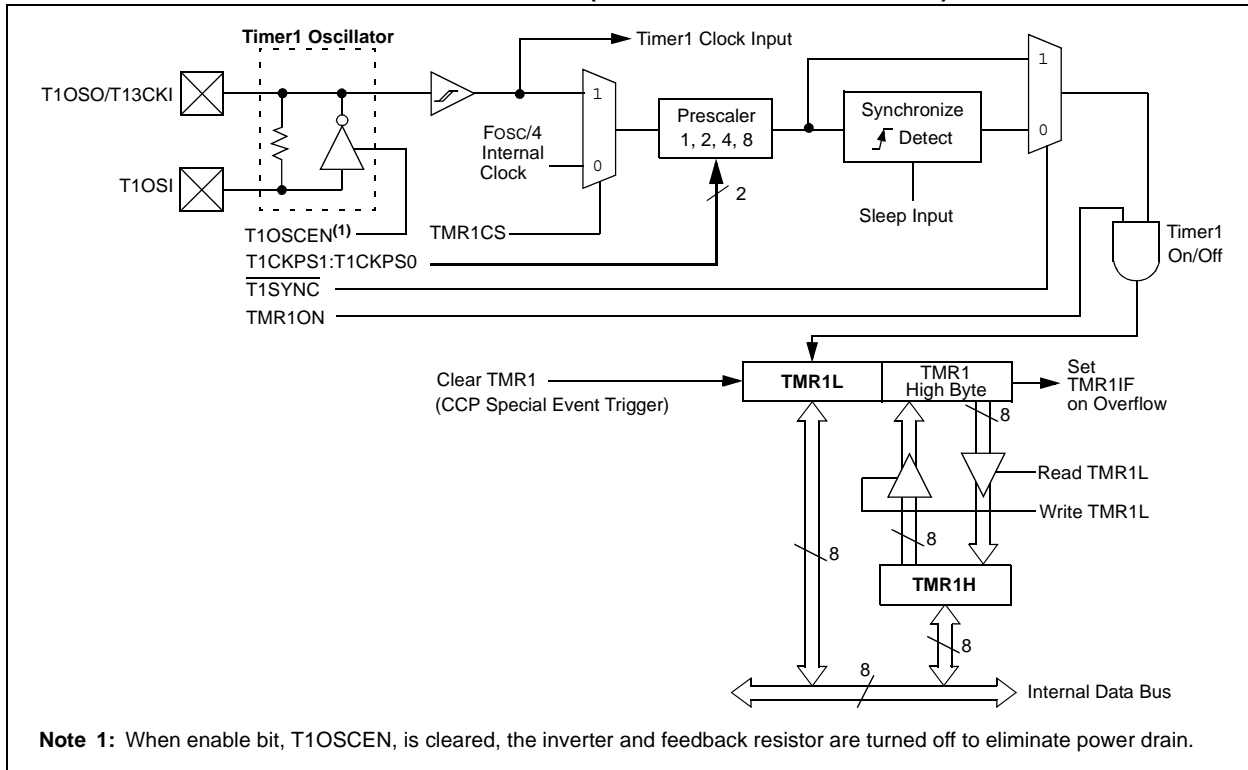 Timer1 Oscillator
Timer1 Clock Input
T1OSO/T13CKI
1
1
Prescaler
1, 2, 4, 8
Synchronize
Detect
0
FOSC/4
Internal
Clock
0
T1OSI
2
Sleep Input
T1OSCEN(1)
TMR1CS
Timer1
On/Off
T1CKPS1:T1CKPS0
T1SYNC
TMR1ON
Clear TMR1
(CCP Special Event Trigger)
TMR1L
TMR1
High Byte
Set
TMR1IF
on Overflow
8
Read TMR1L
Write TMR1L
8
8
TMR1H
8
8
Internal Data Bus
Note 1: When enable bit, T1OSCEN, is cleared, the inverter and feedback resistor are turned off to eliminate power drain.